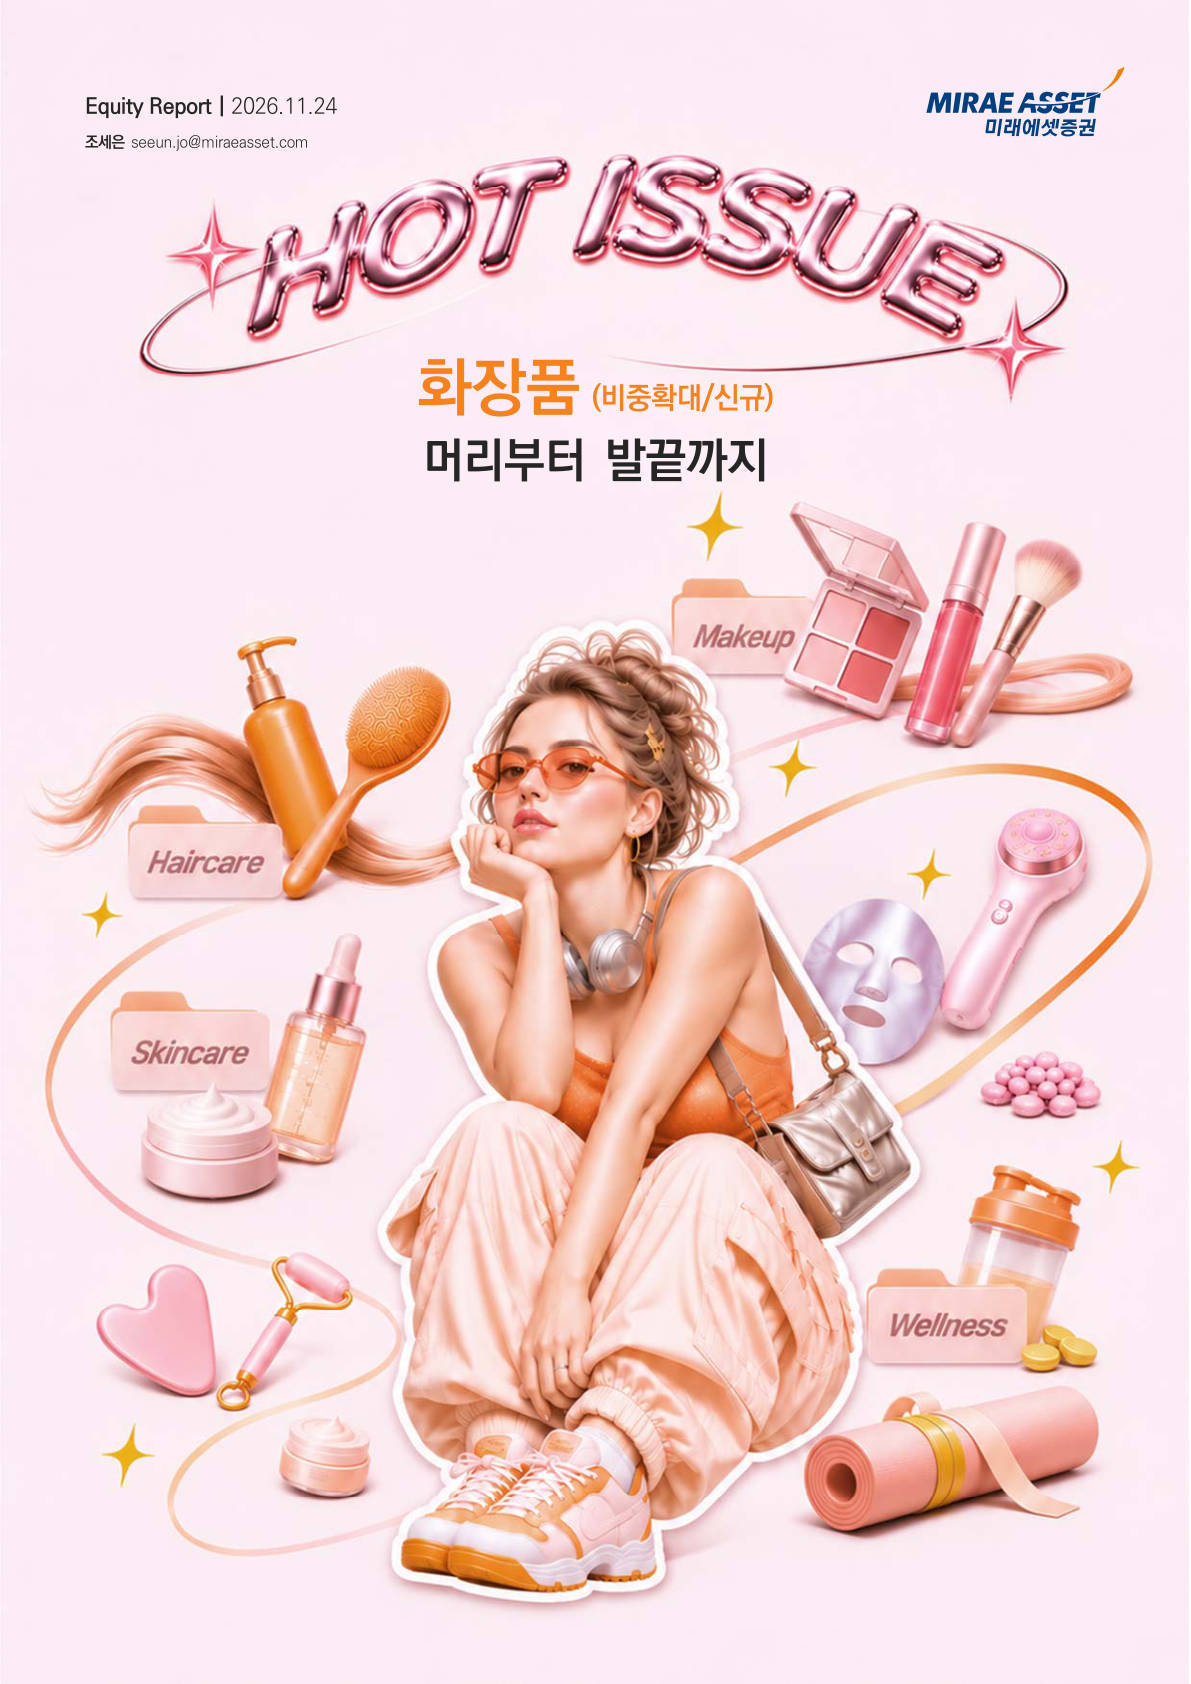 Equity Report | 2026.11.24
조세은 seeun.jo@miraeasset.com
MIRAE ASSET
미래에셋증권
HOT ISSUE
화장품 (비중확대/신규)
머리부터 발끝까지
Makeup
Haircare
Skincare
Wellness